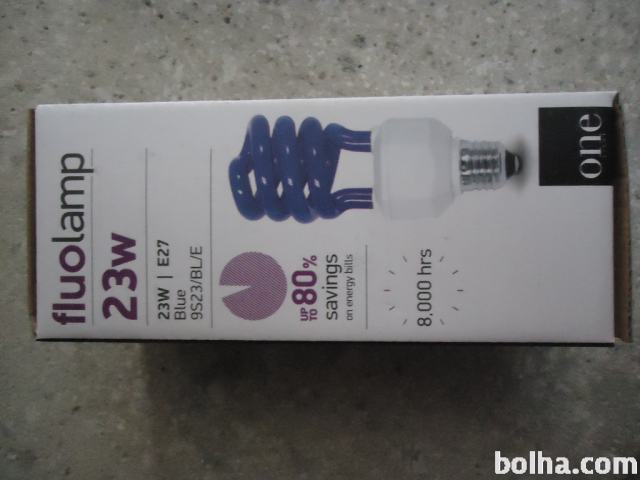 fluolamp
23w
23W | E27
Blue
9S23/BL/E
UP TO 80%
savings
on energy bills
8,000 hrs
one
bolha.com